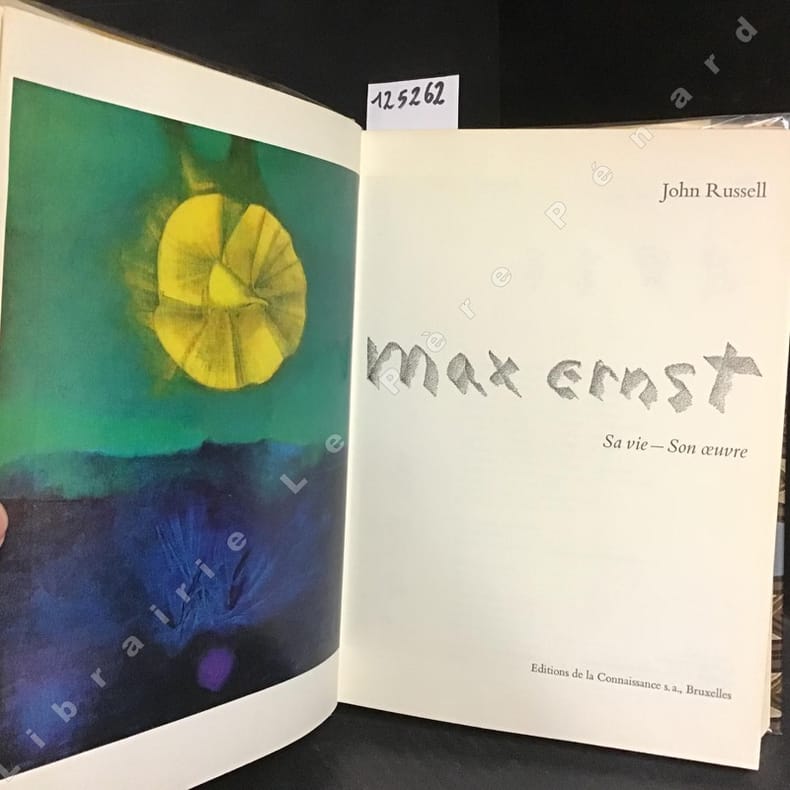 125262
John Russell
max ernst
Sa vie — Son œuvre
Editions de la Connaissance s.a., Bruxelles
Librairie Le Père Pénard